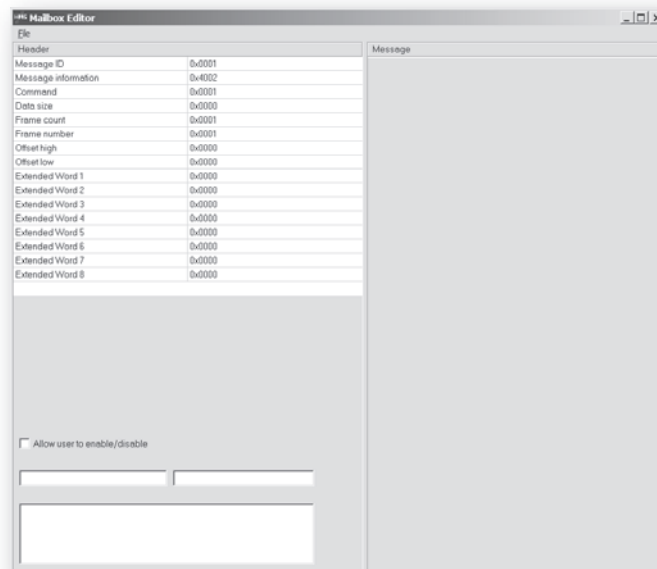 Mailbox Editor
File
Header
Message
Message ID 0x0001
Message information 0x4002
Command 0x0001
Data size 0x0000
Frame count 0x0001
Frame number 0x0001
Offset high 0x0000
Offset low 0x0000
Extended Word 1 0x0000
Extended Word 2 0x0000
Extended Word 3 0x0000
Extended Word 4 0x0000
Extended Word 5 0x0000
Extended Word 6 0x0000
Extended Word 7 0x0000
Extended Word 8 0x0000
Allow user to enable/disable